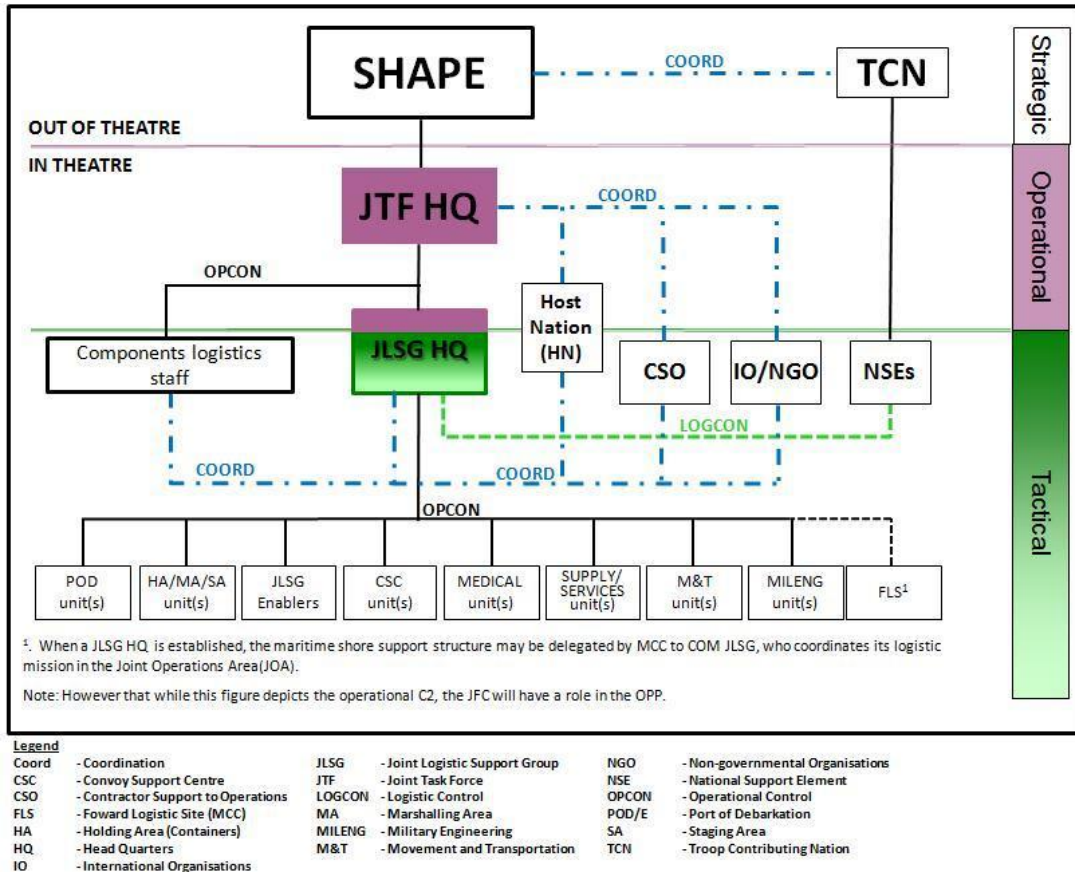 SHAPE
COORD
TCN
Strategic
OUT OF THEATRE
IN THEATRE
JTF HQ
COORD
Operational
OPCON
Host
Nation
(HN)
Components logistics
staff
JLSG HQ
CSO
IO/NGO
NSEs
LOGCON
COORD
COORD
Tactical
OPCON
POD
unit(s)
HA/MA/SA
unit(s)
JLSG
Enablers
CSC
unit(s)
MEDICAL
unit(s)
SUPPLY/
SERVICES
unit(s)
M&T
unit(s)
MILENG
unit(s)
FLS¹
¹. When a JLSG HQ is established, the maritime shore support structure may be delegated by MCC to COM JLSG, who coordinates its logistic
mission in the Joint Operations Area(JOA).
Note: However that while this figure depicts the operational C2, the JFC will have a role in the OPP.
Legend
Coord - Coordination
CSC - Convoy Support Centre
CSO - Contractor Support to Operations
FLS - Foward Logistic Site (MCC)
HA - Holding Area (Containers)
HQ - Head Quarters
IO - International Organisations
JLSG - Joint Logistic Support Group
JTF - Joint Task Force
LOGCON - Logistic Control
MA - Marshalling Area
MILENG - Military Engineering
M&T - Movement and Transportation
NGO - Non-governmental Organisations
NSE - National Support Element
OPCON - Operational Control
POD/E - Port of Debarkation
SA - Staging Area
TCN - Troop Contributing Nation